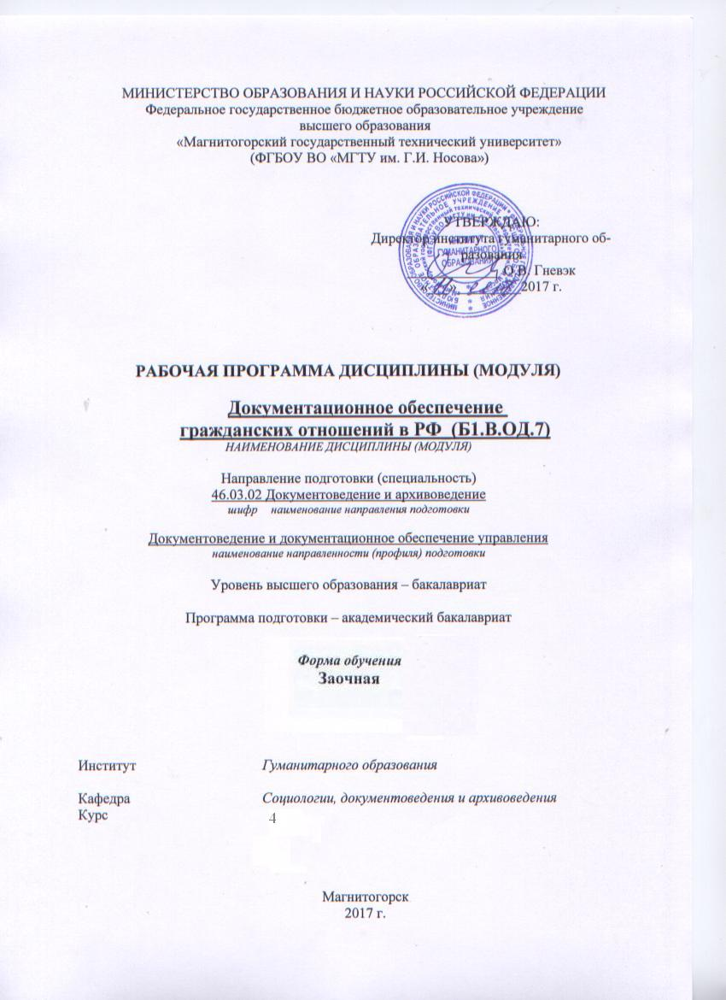 МИНИСТЕРСТВО ОБРАЗОВАНИЯ И НАУКИ РОССИЙСКОЙ ФЕДЕРАЦИИ
Федеральное государственное бюджетное образовательное учреждение
высшего образования
«Магнитогорский государственный технический университет»
(ФГБОУ ВО «МГТУ им. Г.И. Носова»)
УТВЕРЖДАЮ:
Директор института гуманитарного об-
разования
О.В. Гневэк
2017 г.
РАБОЧАЯ ПРОГРАММА ДИСЦИПЛИНЫ (МОДУЛЯ)
Документационное обеспечение
гражданских отношений в РФ (Б1.В.ОД.7)
НАИМЕНОВАНИЕ ДИСЦИПЛИНЫ (МОДУЛЯ)
Направление подготовки (специальность)
46.03.02 Документоведение и архивоведение
шифр наименование направления подготовки
Документоведение и документационное обеспечение управления
наименование направленности (профиля) подготовки
Уровень высшего образования – бакалавриат
Программа подготовки – академический бакалавриат
Форма обучения
Заочная
Институт Гуманитарного образования
Кафедра Социологии, документоведения и архивоведения
Курс 4
Магнитогорск
2017 г.